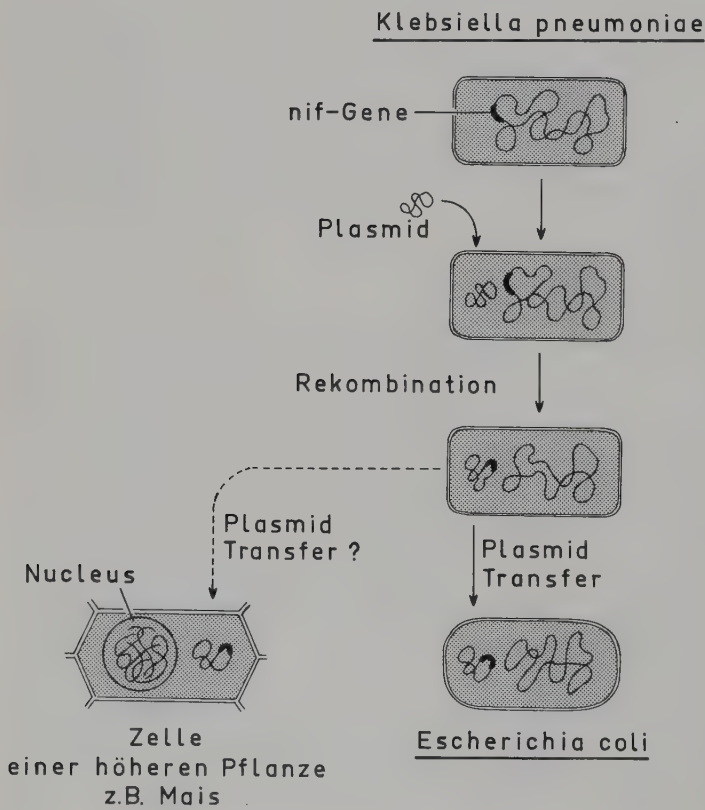 Klebsiella pneumoniae
nif-Gene
Plasmid
Rekombination
Plasmid
Transfer ?
Plasmid
Transfer
Nucleus
Zelle
einer höheren Pflanze
z.B. Mais
Escherichia coli